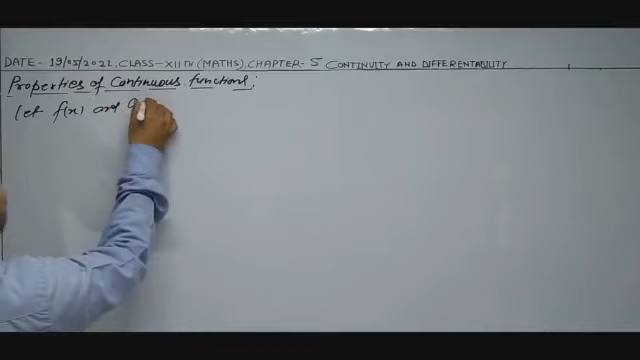 DATE - 19/05/2021, CLASS-XIITH (MATHS), CHAPTER- 5 CONTINUITY AND DIFFERENTABILITY
Properties of Continuous functions;
Let f(x) and g